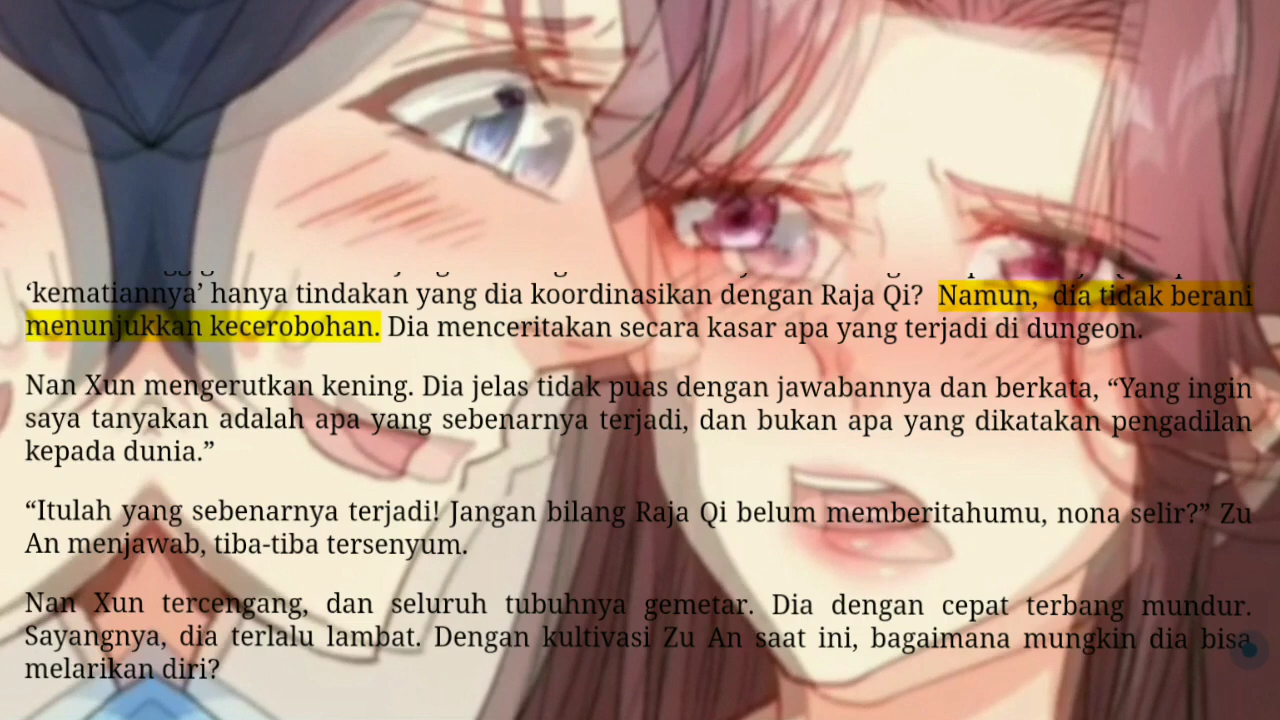 ‘kematiannya’ hanya tindakan yang dia koordinasikan dengan Raja Qi? Namun, dia tidak berani
menunjukkan kecerobohan. Dia menceritakan secara kasar apa yang terjadi di dungeon.
Nan Xun mengerutkan kening. Dia jelas tidak puas dengan jawabannya dan berkata, “Yang ingin
saya tanyakan adalah apa yang sebenarnya terjadi, dan bukan apa yang dikatakan pengadilan
kepada dunia.”
“Itulah yang sebenarnya terjadi! Jangan bilang Raja Qi belum memberitahumu, nona selir?” Zu
An menjawab, tiba-tiba tersenyum.
Nan Xun tercengang, dan seluruh tubuhnya gemetar. Dia dengan cepat terbang mundur.
Sayangnya, dia terlalu lambat. Dengan kultivasi Zu An saat ini, bagaimana mungkin dia bisa
melarikan diri?